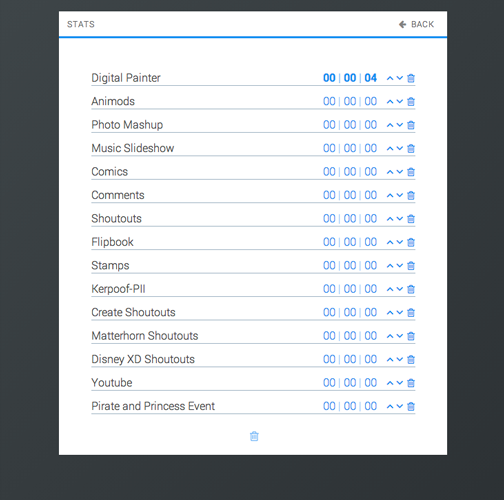 STATS BACK
Digital Painter 00 | 00 | 04
Animods 00 | 00 | 00
Photo Mashup 00 | 00 | 00
Music Slideshow 00 | 00 | 00
Comics 00 | 00 | 00
Comments 00 | 00 | 00
Shoutouts 00 | 00 | 00
Flipbook 00 | 00 | 00
Stamps 00 | 00 | 00
Kerpoof-PII 00 | 00 | 00
Create Shoutouts 00 | 00 | 00
Matterhorn Shoutouts 00 | 00 | 00
Disney XD Shoutouts 00 | 00 | 00
Youtube 00 | 00 | 00
Pirate and Princess Event 00 | 00 | 00